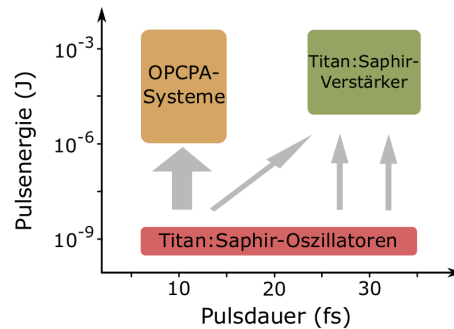 Pulsenergie (J)
10⁻³
10⁻⁶
10⁻⁹
OPCPA-
Systeme
Titan:Saphir-
Verstärker
Titan:Saphir-Oszillatoren
10
20
30
Pulsdauer (fs)